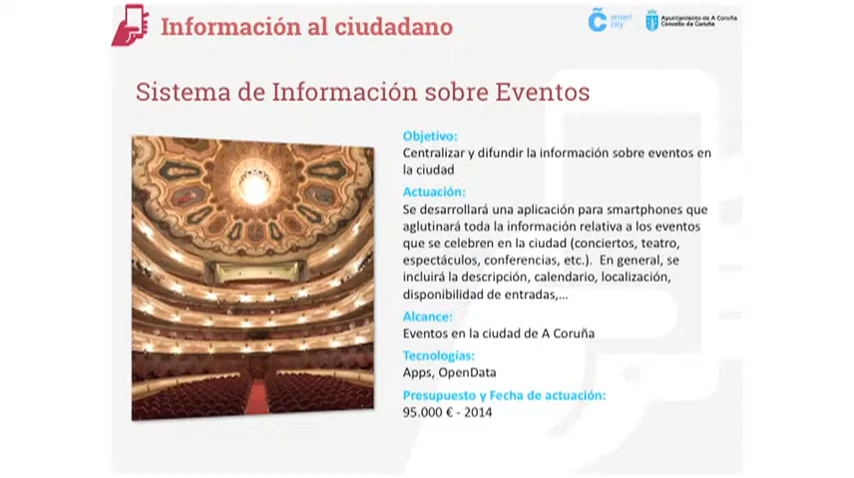 Información al ciudadano
smart
city
Ayuntamiento de A Coruña
Concello da Coruña
Sistema de Información sobre Eventos
Objetivo:
Centralizar y difundir la información sobre eventos en
la ciudad
Actuación:
Se desarrollará una aplicación para smartphones que
aglutinará toda la información relativa a los eventos
que se celebren en la ciudad (conciertos, teatro,
espectáculos, conferencias, etc.). En general, se
incluirá la descripción, calendario, localización,
disponibilidad de entradas,...
Alcance:
Eventos en la ciudad de A Coruña
Tecnologías:
Apps, OpenData
Presupuesto y Fecha de actuación:
95.000 € - 2014